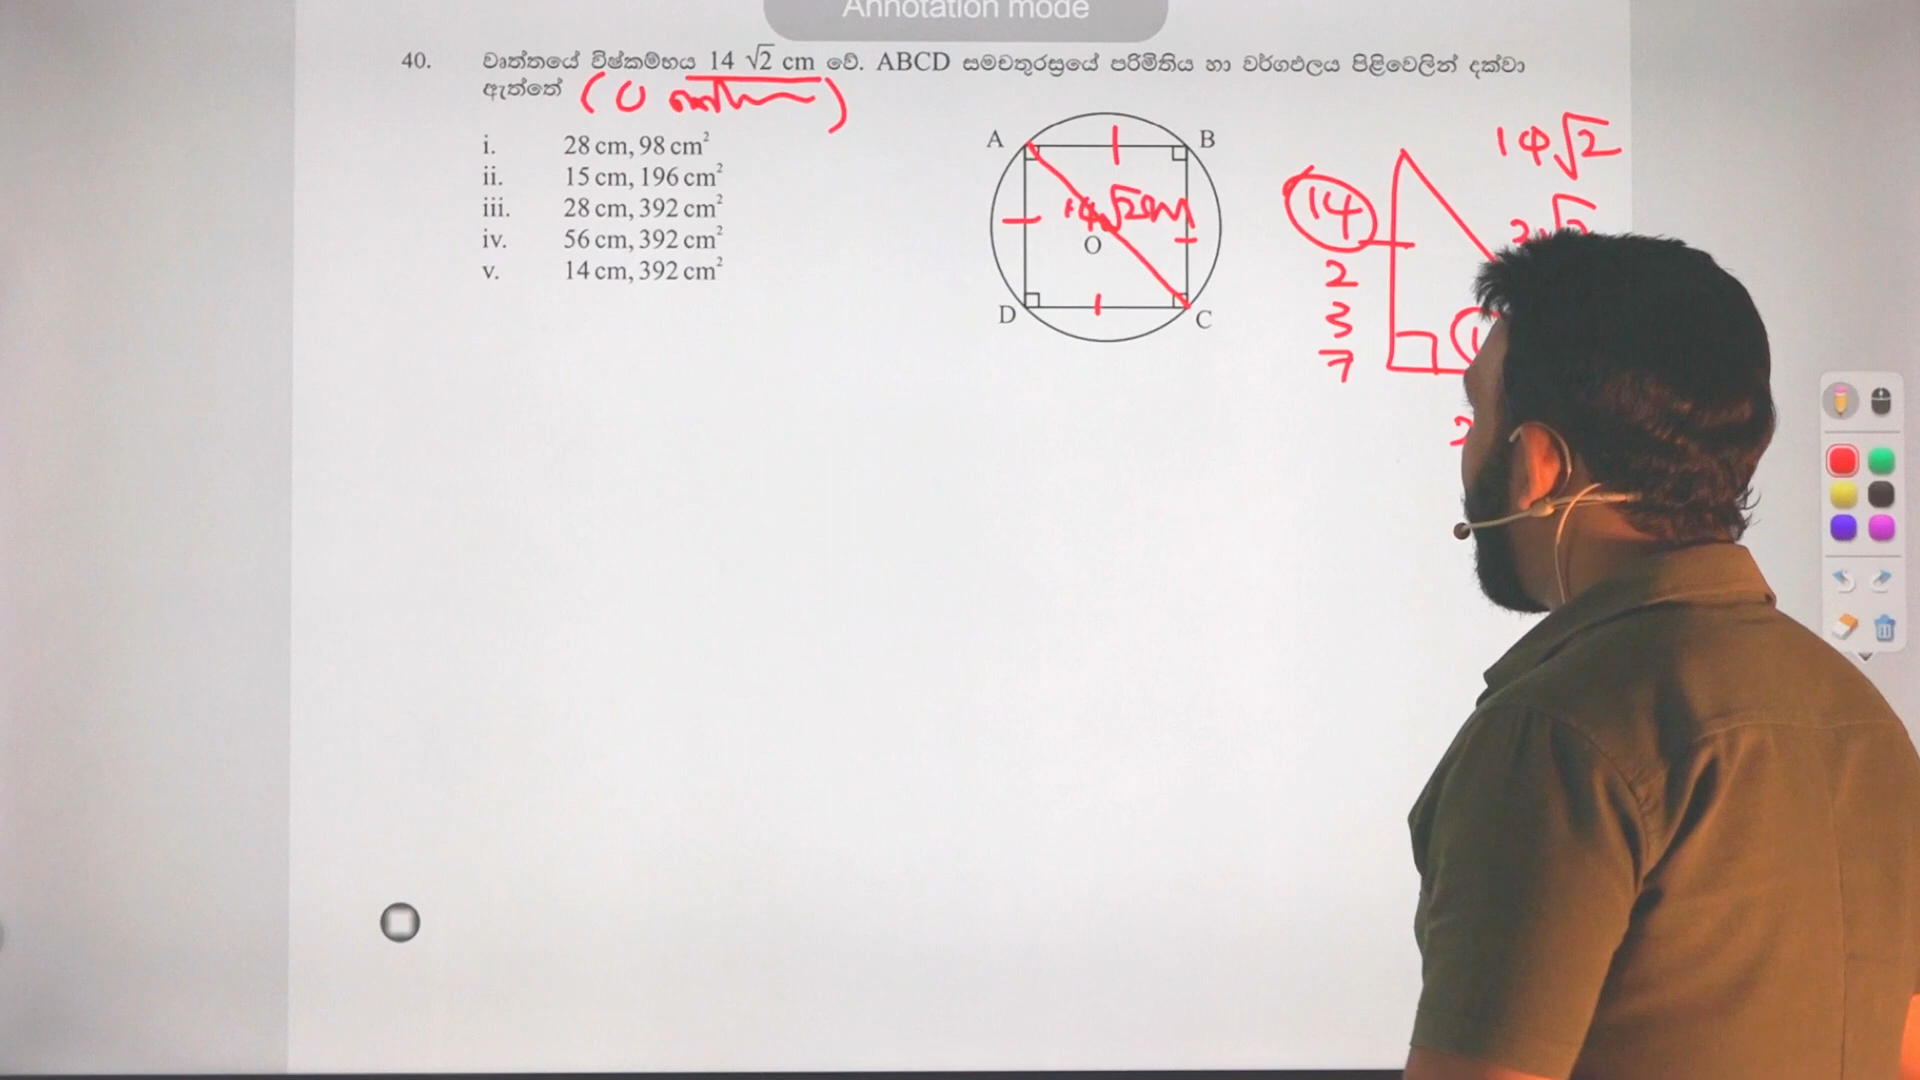 Annotation mode
40. වෘත්තයේ විෂ්කම්භය 14 √2 cm වේ. ABCD සමචතුරස්‍රයේ පරිමිතිය හා වර්ගඵලය පිළිවෙලින් දක්වා
ඇත්තේ
i. 28 cm, 98 cm²
ii. 15 cm, 196 cm²
iii. 28 cm, 392 cm²
iv. 56 cm, 392 cm²
v. 14 cm, 392 cm²
A B
14√2cm
O
D C
14√2
14
2
3
7